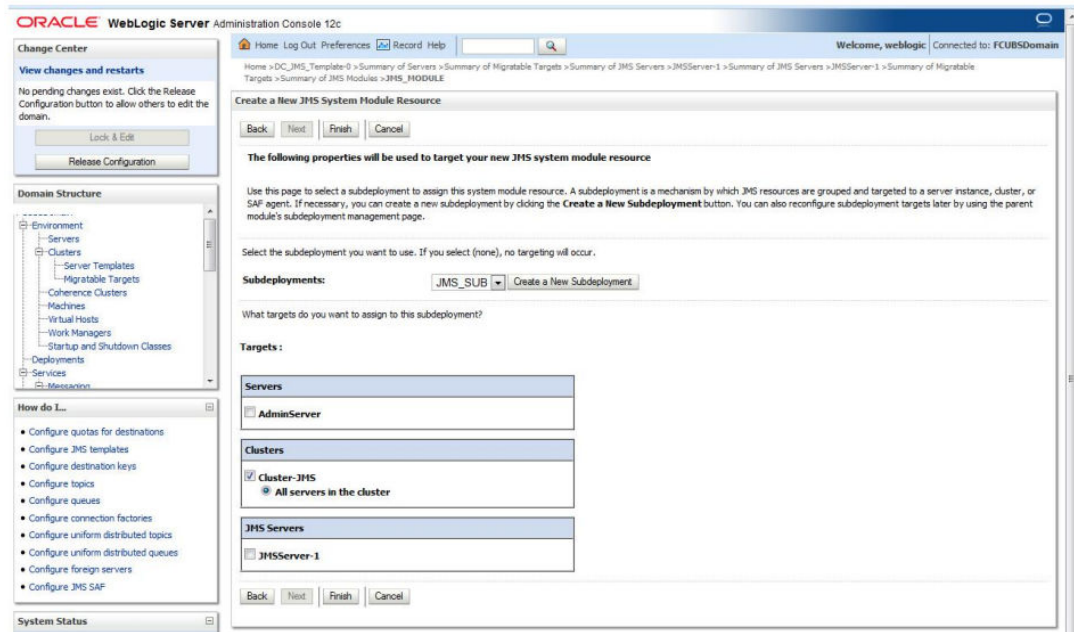 ORACLE WebLogic Server Administration Console 12c
Change Center
View changes and restarts
No pending changes exist. Click the Release
Configuration button to allow others to edit the
domain.
Lock & Edit
Release Configuration
Domain Structure
Environment
Servers
Clusters
Server Templates
Migratable Targets
Coherence Clusters
Machines
Virtual Hosts
Work Managers
Startup and Shutdown Classes
Deployments
Services
Messaging
How do I...
Configure quotas for destinations
Configure JMS templates
Configure destination keys
Configure topics
Configure queues
Configure connection factories
Configure uniform distributed topics
Configure uniform distributed queues
Configure foreign servers
Configure JMS SAF
System Status
Home Log Out Preferences Record Help
Welcome, weblogic Connected to: FCUBSDomain
Home >DC_JMS_Template-0 >Summary of Servers >Summary of Migratable Targets >Summary of JMS Servers >JMSServer-1 >Summary of JMS Servers >JMSServer-1 >Summary of Migratable
Targets >Summary of JMS Modules >JMS_MODULE
Create a New JMS System Module Resource
Back Next Finish Cancel
The following properties will be used to target your new JMS system module resource
Use this page to select a subdeployment to assign this system module resource. A subdeployment is a mechanism by which JMS resources are grouped and targeted to a server instance, cluster, or
SAF agent. If necessary, you can create a new subdeployment by clicking the Create a New Subdeployment button. You can also reconfigure subdeployment targets later by using the parent
module's subdeployment management page.
Select the subdeployment you want to use. If you select (none), no targeting will occur.
Subdeployments: JMS_SUB Create a New Subdeployment
What targets do you want to assign to this subdeployment?
Targets :
Servers
AdminServer
Clusters
Cluster-JMS
All servers in the cluster
JMS Servers
JMSServer-1
Back Next Finish Cancel